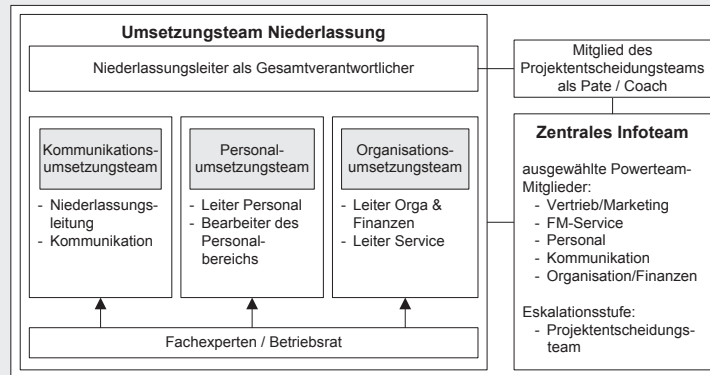 Umsetzungsteam Niederlassung
Niederlassungsleiter als Gesamtverantwortlicher
Mitglied des
Projektentscheidungsteams
als Pate / Coach
Kommunikations-
umsetzungsteam
- Niederlassungs-
leitung
- Kommunikation
Personal-
umsetzungsteam
- Leiter Personal
- Bearbeiter des
Personal-
bereichs
Organisations-
umsetzungsteam
- Leiter Orga &
Finanzen
- Leiter Service
Fachexperten / Betriebsrat
Zentrales Infoteam
ausgewählte Powerteam-
Mitglieder:
- Vertrieb/Marketing
- FM-Service
- Personal
- Kommunikation
- Organisation/Finanzen
Eskalationsstufe:
- Projektentscheidungs-
team